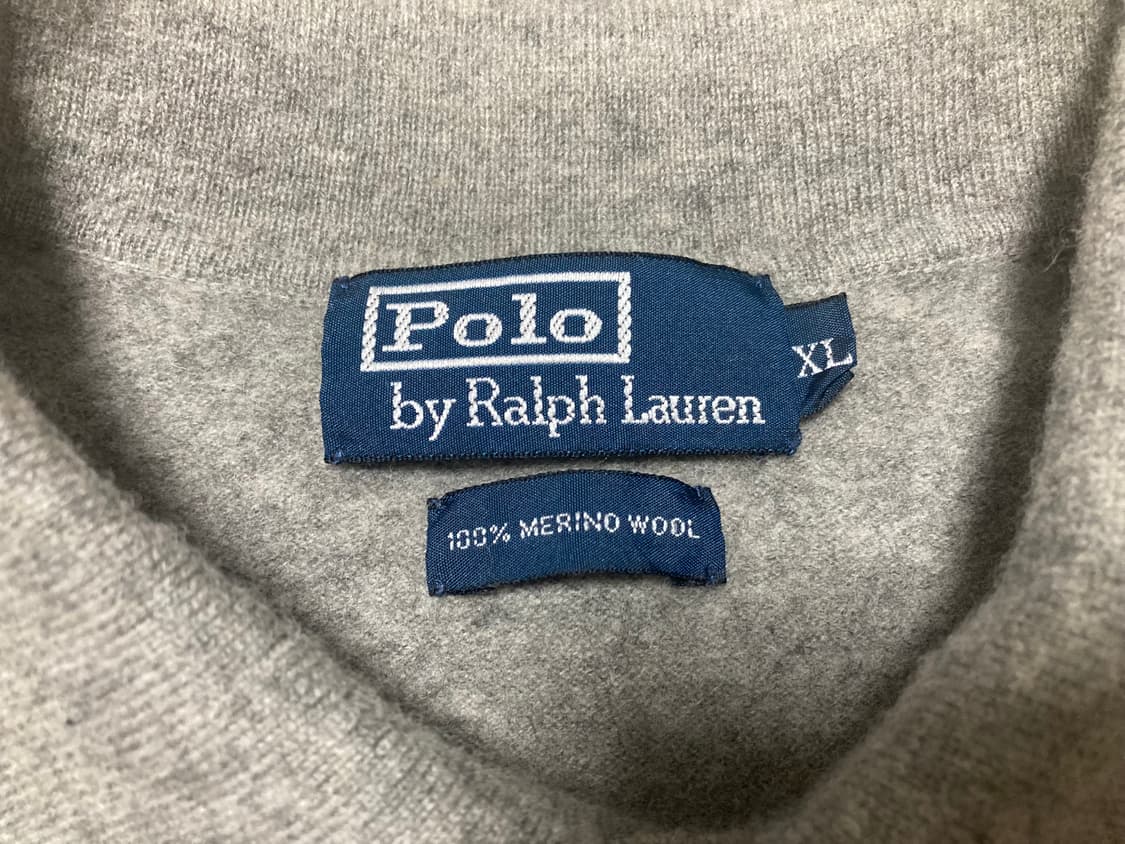 Polo
by Ralph Lauren
XL
100% MERINO WOOL